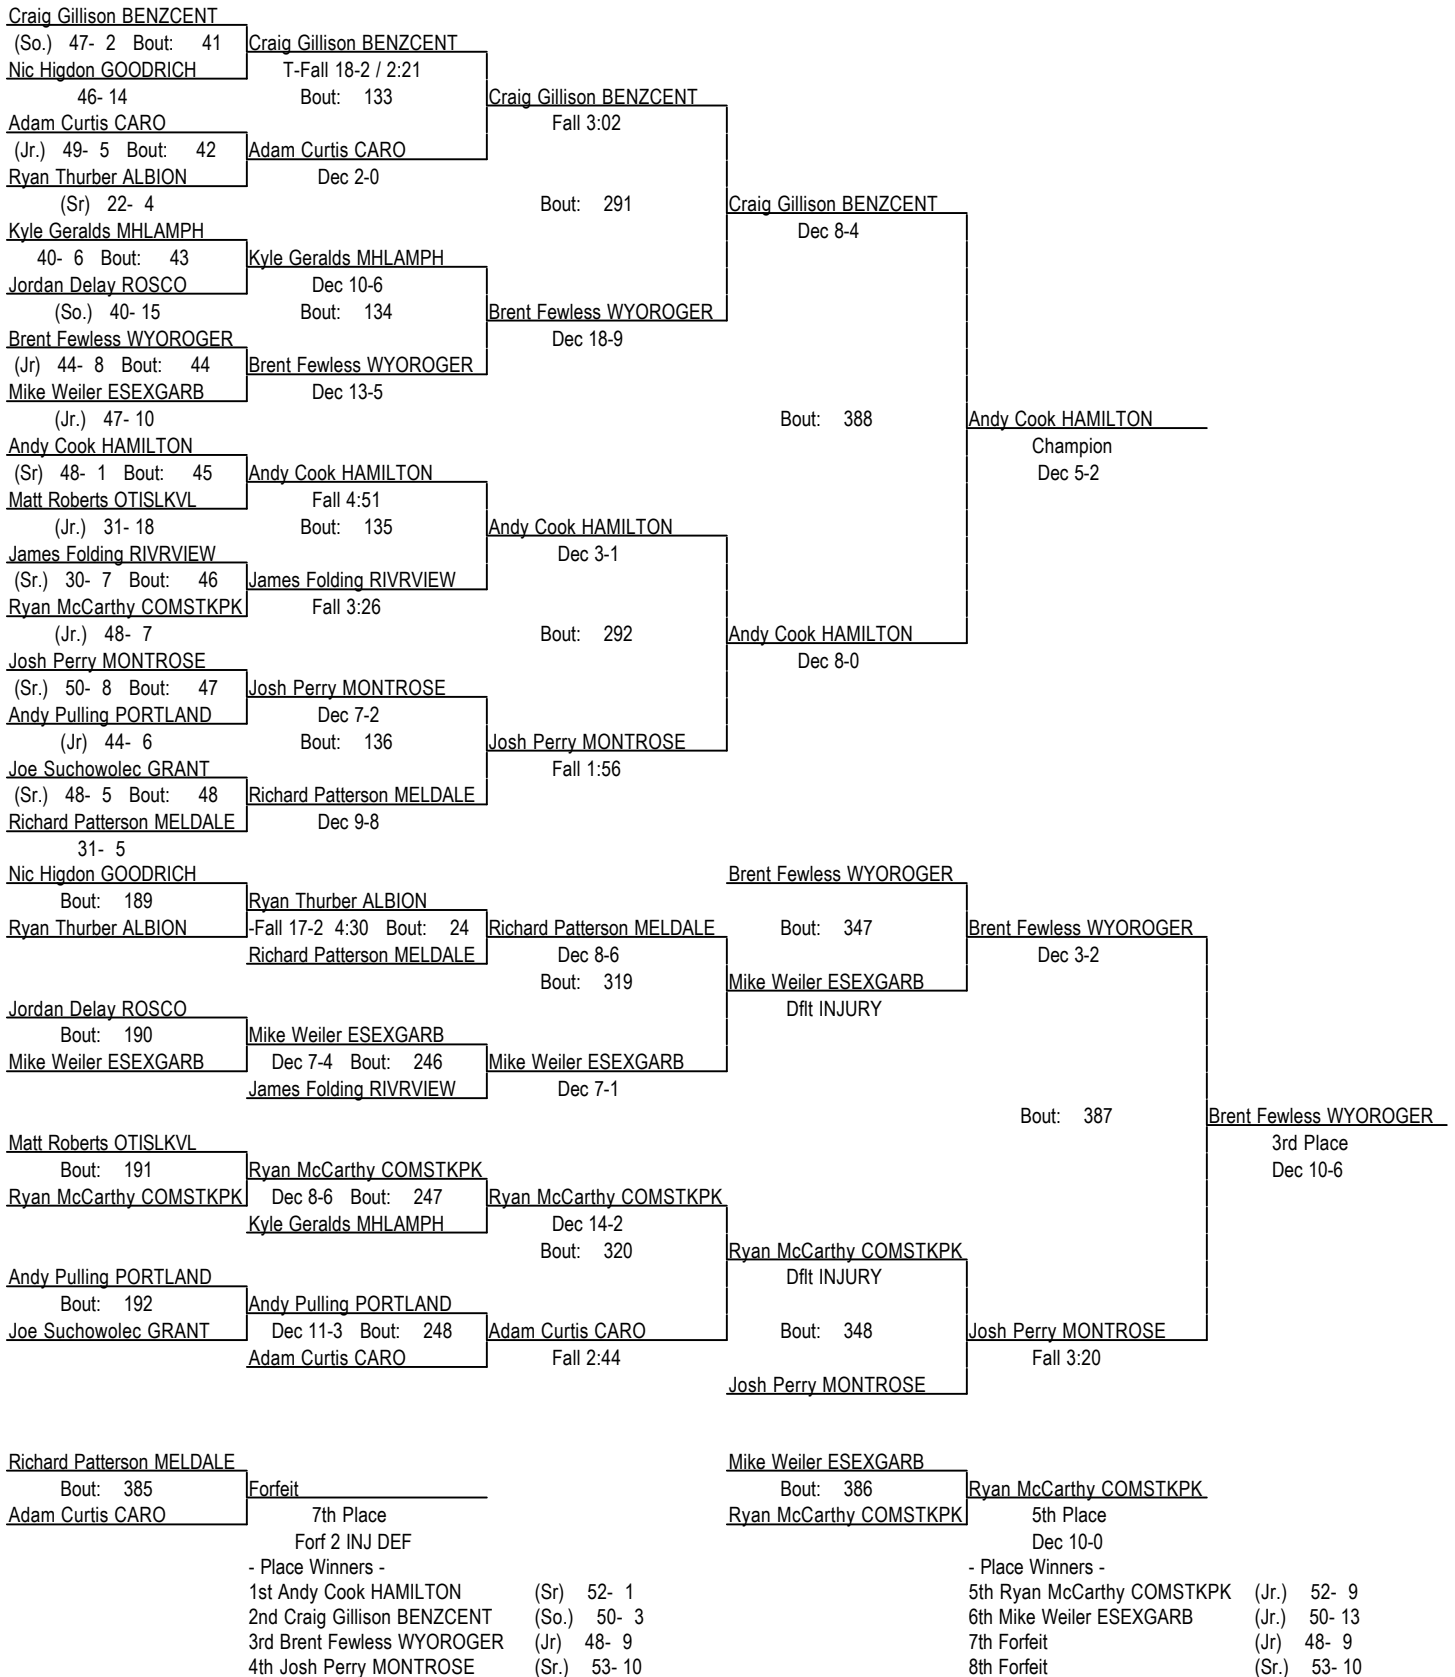 Craig Gillison BENZCENT
(So.) 47- 2 Bout: 41 Craig Gillison BENZCENT
Nic Higdon GOODRICH T-Fall 18-2 / 2:21
46- 14 Bout: 133 Craig Gillison BENZCENT
Adam Curtis CARO Fall 3:02
(Jr.) 49- 5 Bout: 42 Adam Curtis CARO
Ryan Thurber ALBION Dec 2-0
(Sr) 22- 4 Bout: 291 Craig Gillison BENZCENT
Kyle Geralds MHLAMPH Dec 8-4
40- 6 Bout: 43 Kyle Geralds MHLAMPH
Jordan Delay ROSCO Dec 10-6
(So.) 40- 15 Bout: 134 Brent Fewless WYOROGER
Brent Fewless WYOROGER Dec 18-9
(Jr) 44- 8 Bout: 44 Brent Fewless WYOROGER
Mike Weiler ESEXGARB Dec 13-5
(Jr.) 47- 10 Bout: 388 Andy Cook HAMILTON
Andy Cook HAMILTON Champion
(Sr) 48- 1 Bout: 45 Andy Cook HAMILTON Dec 5-2
Matt Roberts OTISLKVL Fall 4:51
(Jr.) 31- 18 Bout: 135 Andy Cook HAMILTON
James Folding RIVRVIEW Dec 3-1
(Sr.) 30- 7 Bout: 46 James Folding RIVRVIEW
Ryan McCarthy COMSTKPK Fall 3:26
(Jr.) 48- 7 Bout: 292 Andy Cook HAMILTON
Josh Perry MONTROSE Dec 8-0
(Sr.) 50- 8 Bout: 47 Josh Perry MONTROSE
Andy Pulling PORTLAND Dec 7-2
(Jr) 44- 6 Bout: 136 Josh Perry MONTROSE
Joe Suchowolec GRANT Fall 1:56
(Sr.) 48- 5 Bout: 48 Richard Patterson MELDALE
Richard Patterson MELDALE Dec 9-8
31- 5
Nic Higdon GOODRICH Brent Fewless WYOROGER
Bout: 189 Ryan Thurber ALBION
Ryan Thurber ALBION -Fall 17-2 4:30 Bout: 24 Richard Patterson MELDALE Bout: 347 Brent Fewless WYOROGER
Richard Patterson MELDALE Dec 8-6 Dec 3-2
Bout: 319 Mike Weiler ESEXGARB
Jordan Delay ROSCO Dflt INJURY
Bout: 190 Mike Weiler ESEXGARB
Mike Weiler ESEXGARB Dec 7-4 Bout: 246 Mike Weiler ESEXGARB
James Folding RIVRVIEW Dec 7-1
Bout: 387 Brent Fewless WYOROGER
Matt Roberts OTISLKVL 3rd Place
Bout: 191 Ryan McCarthy COMSTKPK Dec 10-6
Ryan McCarthy COMSTKPK Dec 8-6 Bout: 247 Ryan McCarthy COMSTKPK
Kyle Geralds MHLAMPH Dec 14-2
Bout: 320 Ryan McCarthy COMSTKPK
Andy Pulling PORTLAND Dflt INJURY
Bout: 192 Andy Pulling PORTLAND
Joe Suchowolec GRANT Dec 11-3 Bout: 248 Adam Curtis CARO Bout: 348 Josh Perry MONTROSE
Adam Curtis CARO Fall 2:44 Fall 3:20
Josh Perry MONTROSE
Richard Patterson MELDALE Mike Weiler ESEXGARB
Bout: 385 Forfeit Bout: 386 Ryan McCarthy COMSTKPK
Adam Curtis CARO 7th Place Ryan McCarthy COMSTKPK 5th Place
Forf 2 INJ DEF Dec 10-0
- Place Winners - - Place Winners -
1st Andy Cook HAMILTON (Sr) 52- 1 5th Ryan McCarthy COMSTKPK (Jr.) 52- 9
2nd Craig Gillison BENZCENT (So.) 50- 3 6th Mike Weiler ESEXGARB (Jr.) 50- 13
3rd Brent Fewless WYOROGER (Jr) 48- 9 7th Forfeit (Jr) 48- 9
4th Josh Perry MONTROSE (Sr.) 53- 10 8th Forfeit (Sr.) 53- 10